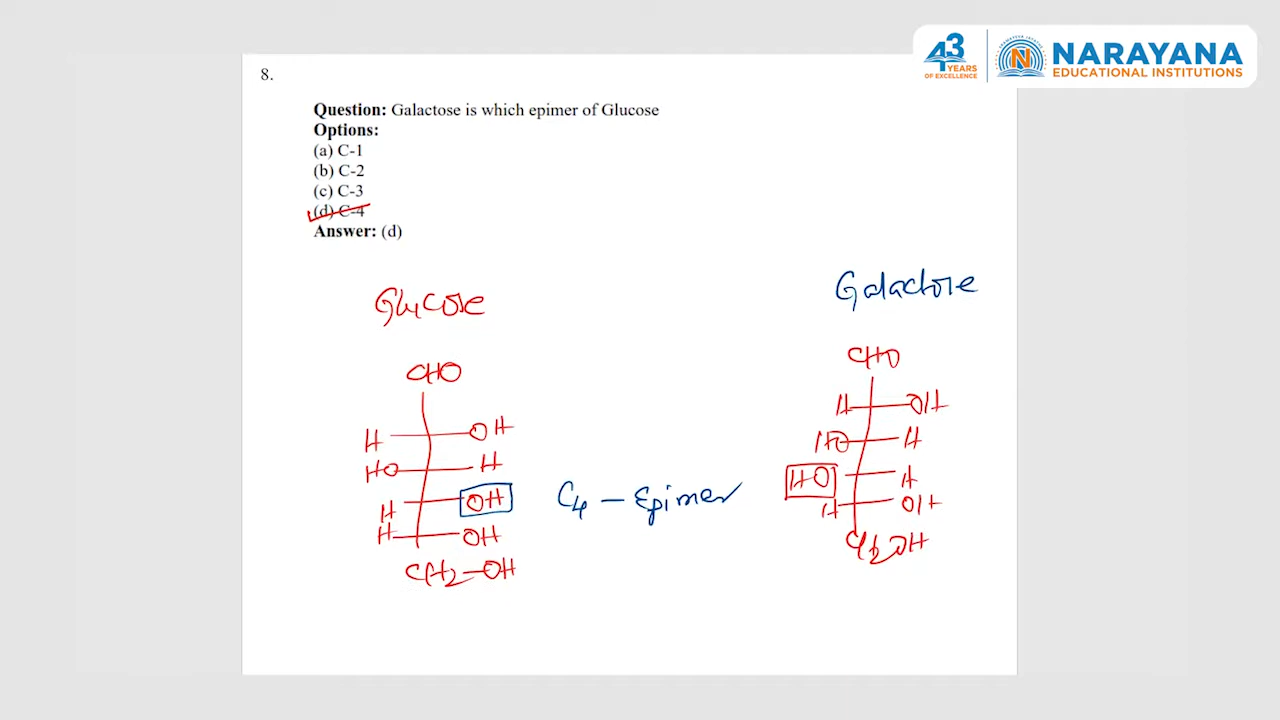 43
YEARS
OF EXCELLENCE
NARAYANA
EDUCATIONAL INSTITUTIONS
8.
Question: Galactose is which epimer of Glucose
Options:
(a) C-1
(b) C-2
(c) C-3
(d) C-4
Answer: (d)
Glucose
Galactose
CHO
H OH
HO H
H OH
H OH
CH2-OH
C4 - Epimer
CHO
H OH
HO H
HO H
H OH
CH2OH